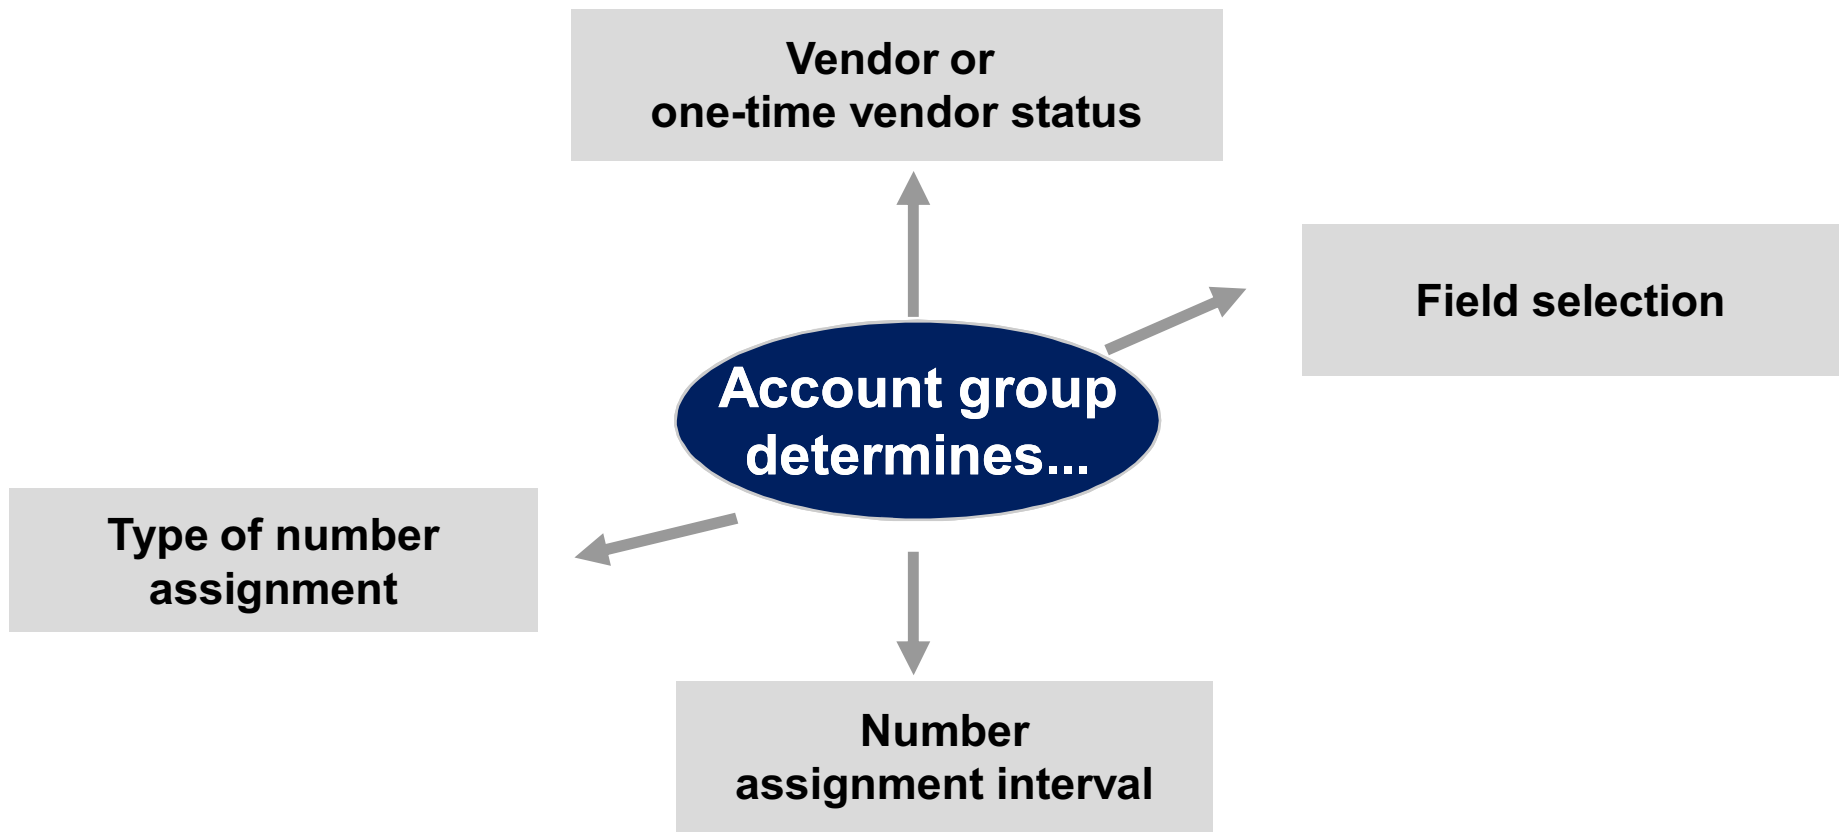 Vendor or
one-time vendor status
Field selection
Account group
determines...
Type of number
assignment
Number
assignment interval